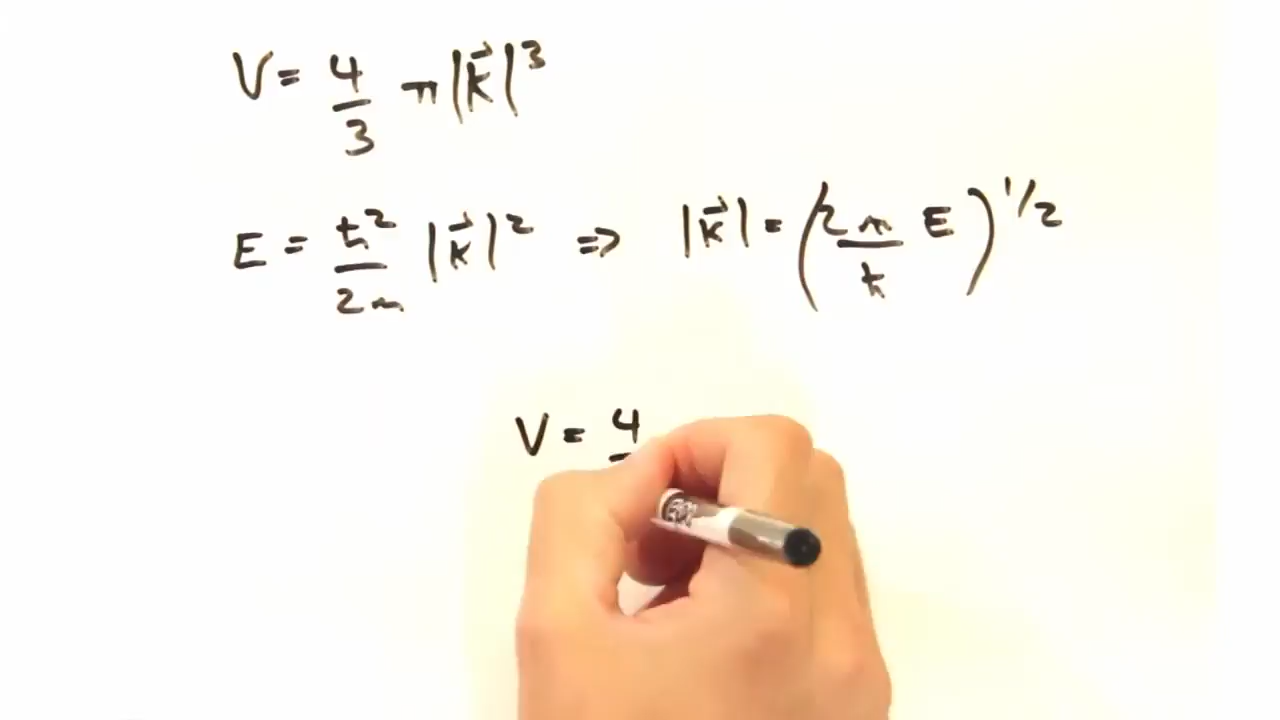 V = 4/3 π|k⃗|³
E = ℏ²/2m |k⃗|² ⇒ |k⃗| = (2m/ℏ E)^1/2
V = 4